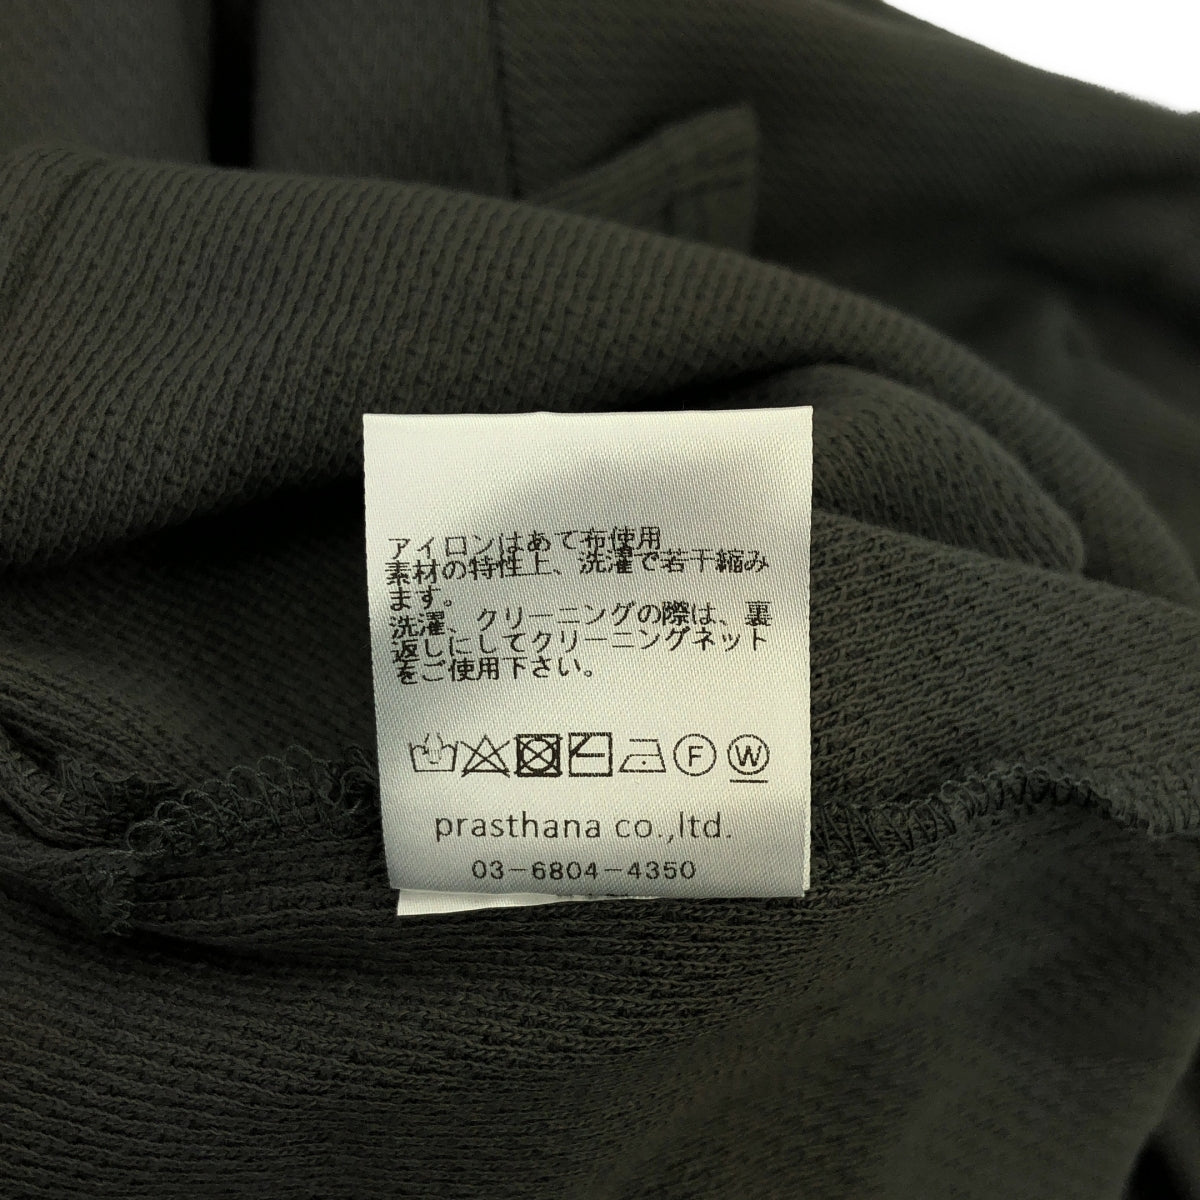 アイロンはあて布使用
素材の特性上、洗濯で若干縮み
ます。
洗濯、クリーニングの際は、裏
返しにしてクリーニングネット
をご使用下さい。
F W
prasthana co.,ltd.
03-6804-4350